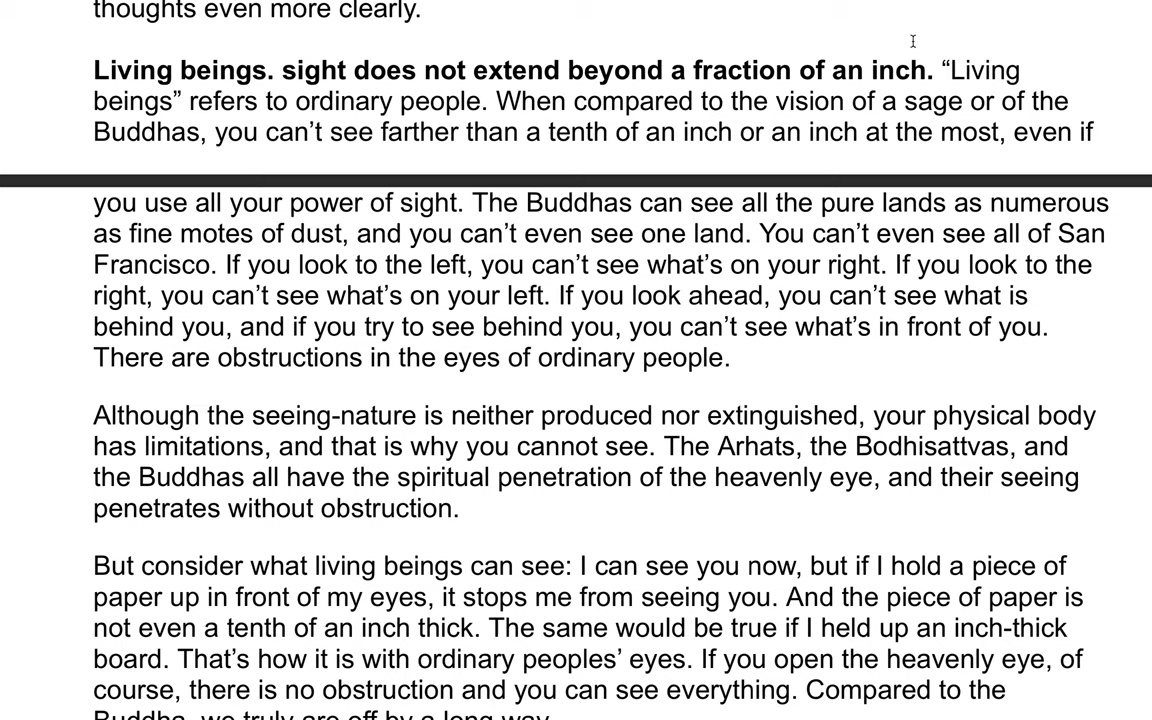 thoughts even more clearly.
Living beings. sight does not extend beyond a fraction of an inch. “Living
beings” refers to ordinary people. When compared to the vision of a sage or of the
Buddhas, you can’t see farther than a tenth of an inch or an inch at the most, even if
you use all your power of sight. The Buddhas can see all the pure lands as numerous
as fine motes of dust, and you can’t even see one land. You can’t even see all of San
Francisco. If you look to the left, you can’t see what’s on your right. If you look to the
right, you can’t see what’s on your left. If you look ahead, you can’t see what is
behind you, and if you try to see behind you, you can’t see what’s in front of you.
There are obstructions in the eyes of ordinary people.
Although the seeing-nature is neither produced nor extinguished, your physical body
has limitations, and that is why you cannot see. The Arhats, the Bodhisattvas, and
the Buddhas all have the spiritual penetration of the heavenly eye, and their seeing
penetrates without obstruction.
But consider what living beings can see: I can see you now, but if I hold a piece of
paper up in front of my eyes, it stops me from seeing you. And the piece of paper is
not even a tenth of an inch thick. The same would be true if I held up an inch-thick
board. That’s how it is with ordinary peoples’ eyes. If you open the heavenly eye, of
course, there is no obstruction and you can see everything. Compared to the
Buddha, we truly are off by a long way.